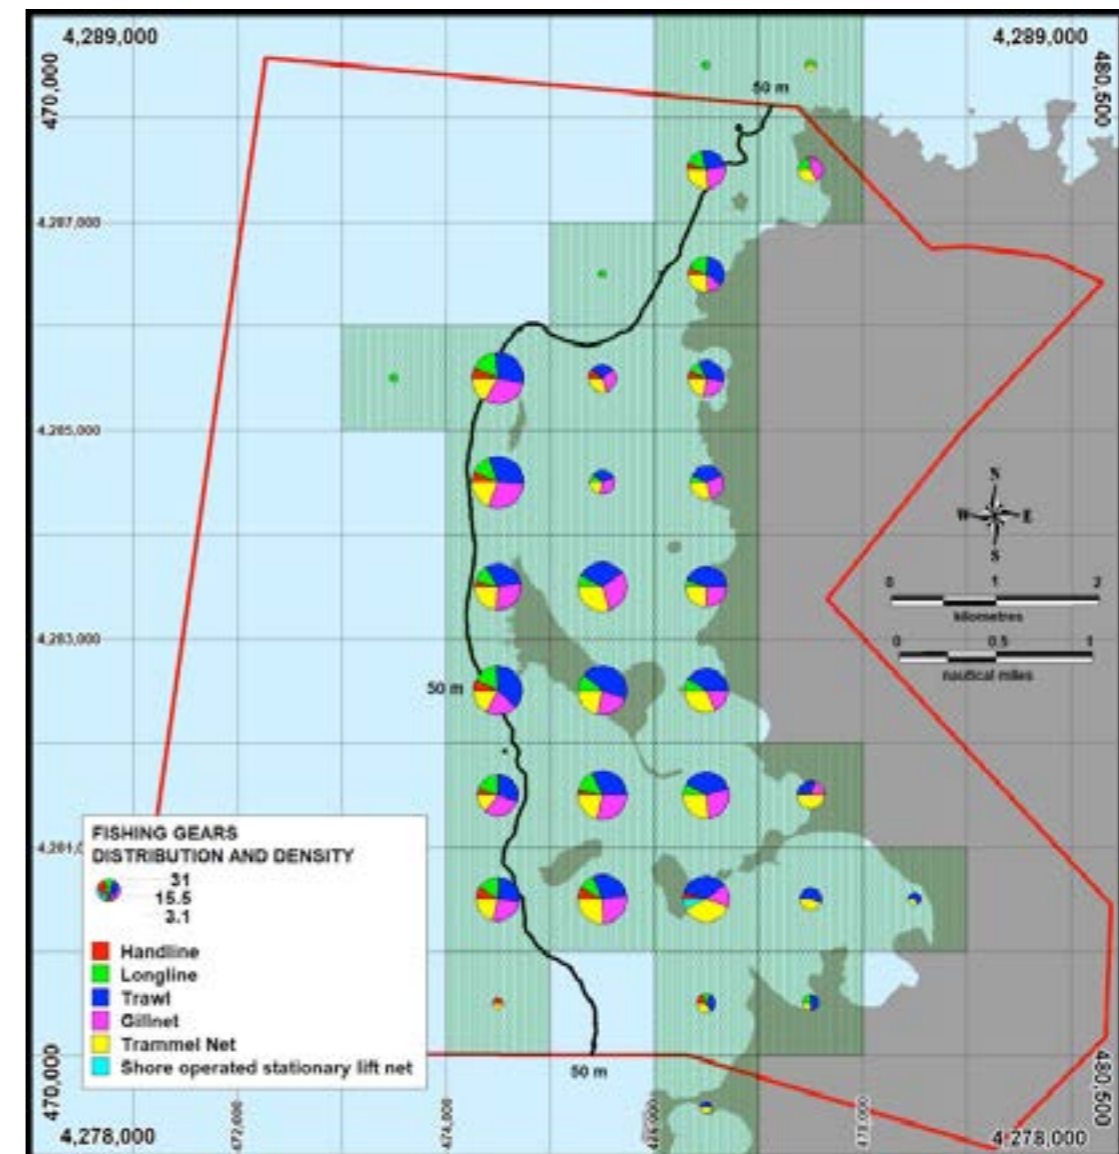 4,289,000
4,289,000
470,000
480,500
50 m
4,287,000
4,285,000
N
W E
S
0 1 2
kilometres
4,283,000
0 0.5 1
nautical miles
50 m
FISHING GEARS
DISTRIBUTION AND DENSITY
31
15.5
3.1
Handline
Longline
Trawl
Gillnet
Trammel Net
Shore operated stationary lift net
50 m
470,000
472,000
474,000
476,000
478,000
480,500
4,278,000
4,278,000